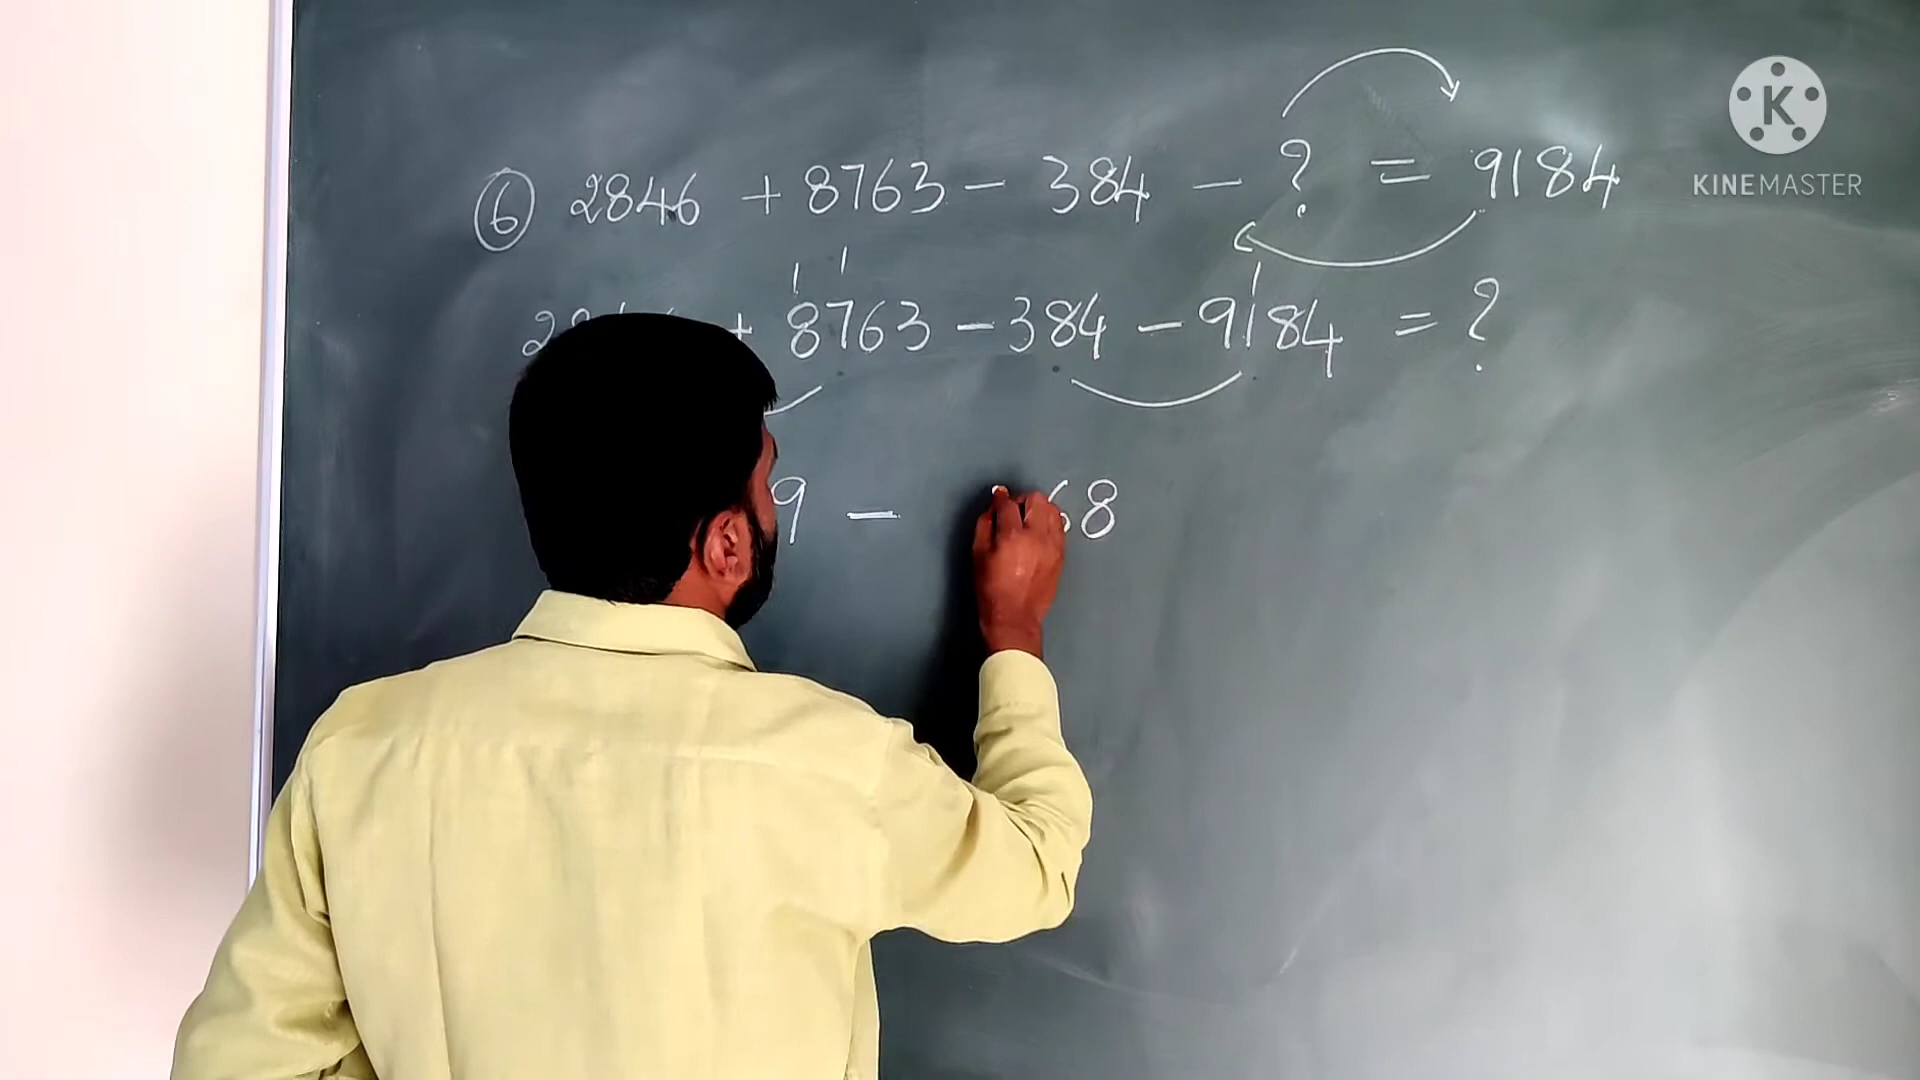 ⑥ 2846 + 8763 - 384 - ? = 9184
+ 8763 - 384 - 9184 = ?
9 - 68
K
KINEMASTER